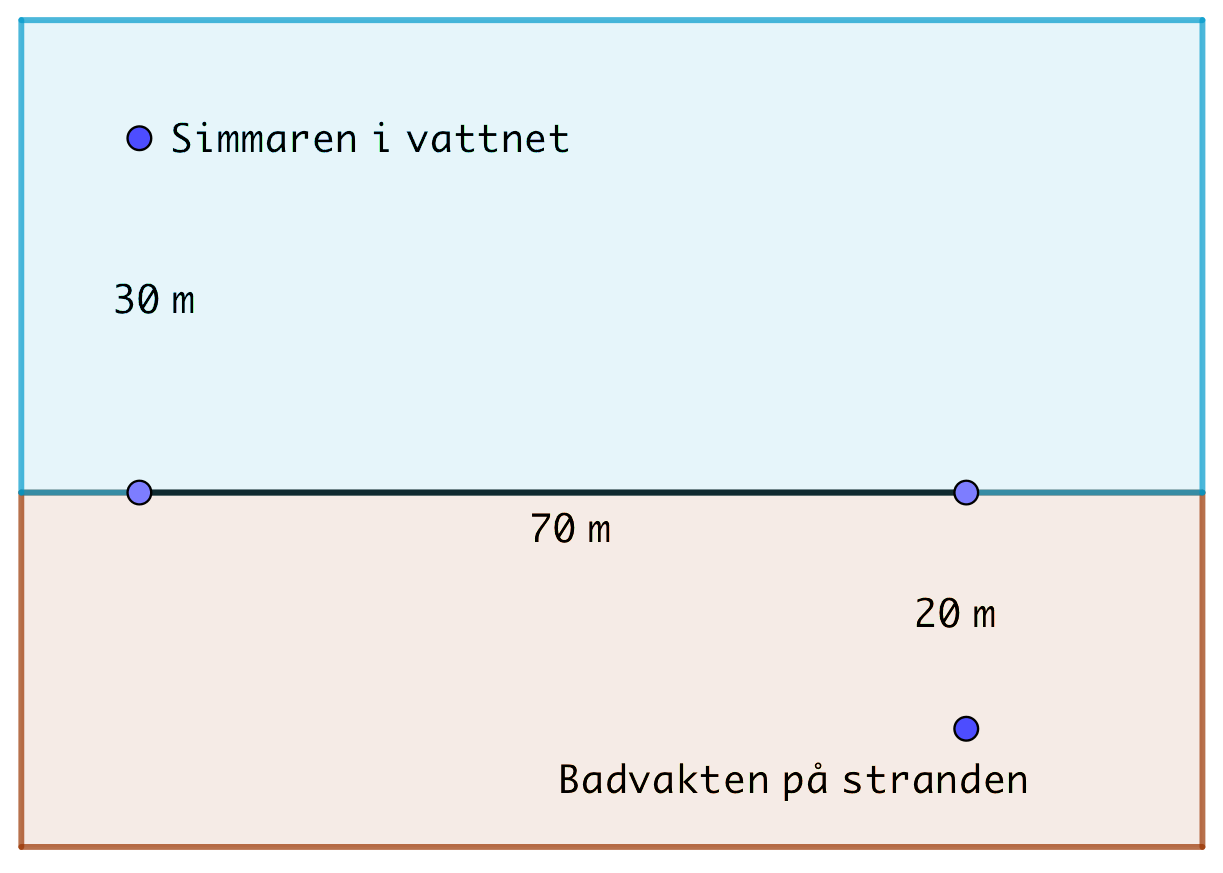 Simmaren i vattnet
30 m
70 m
20 m
Badvakten på stranden